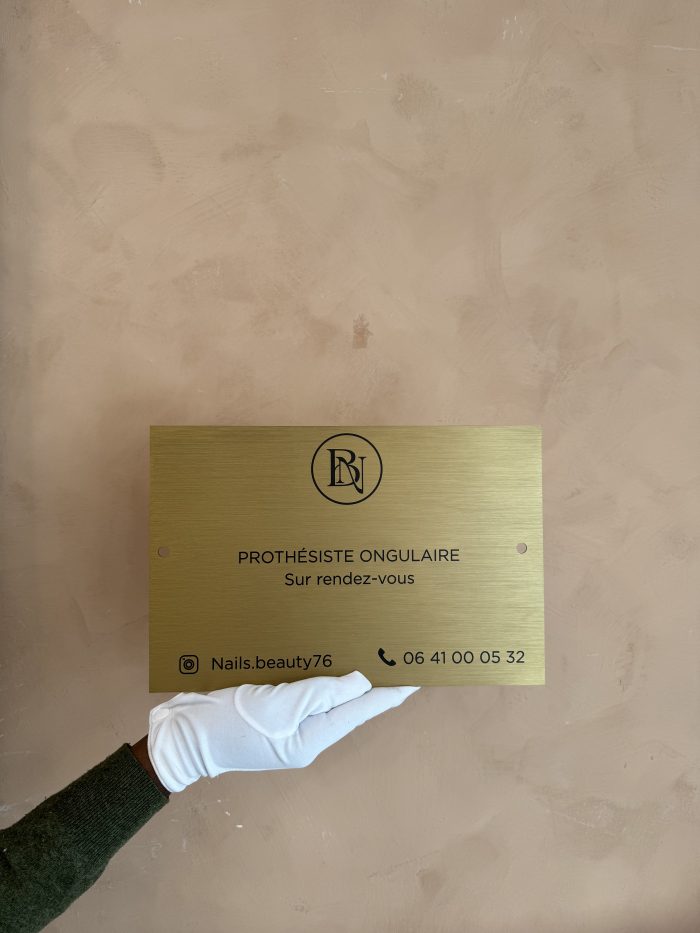 BN
PROTHÉSISTE ONGULAIRE
Sur rendez-vous
Nails.beauty76
06 41 00 05 32